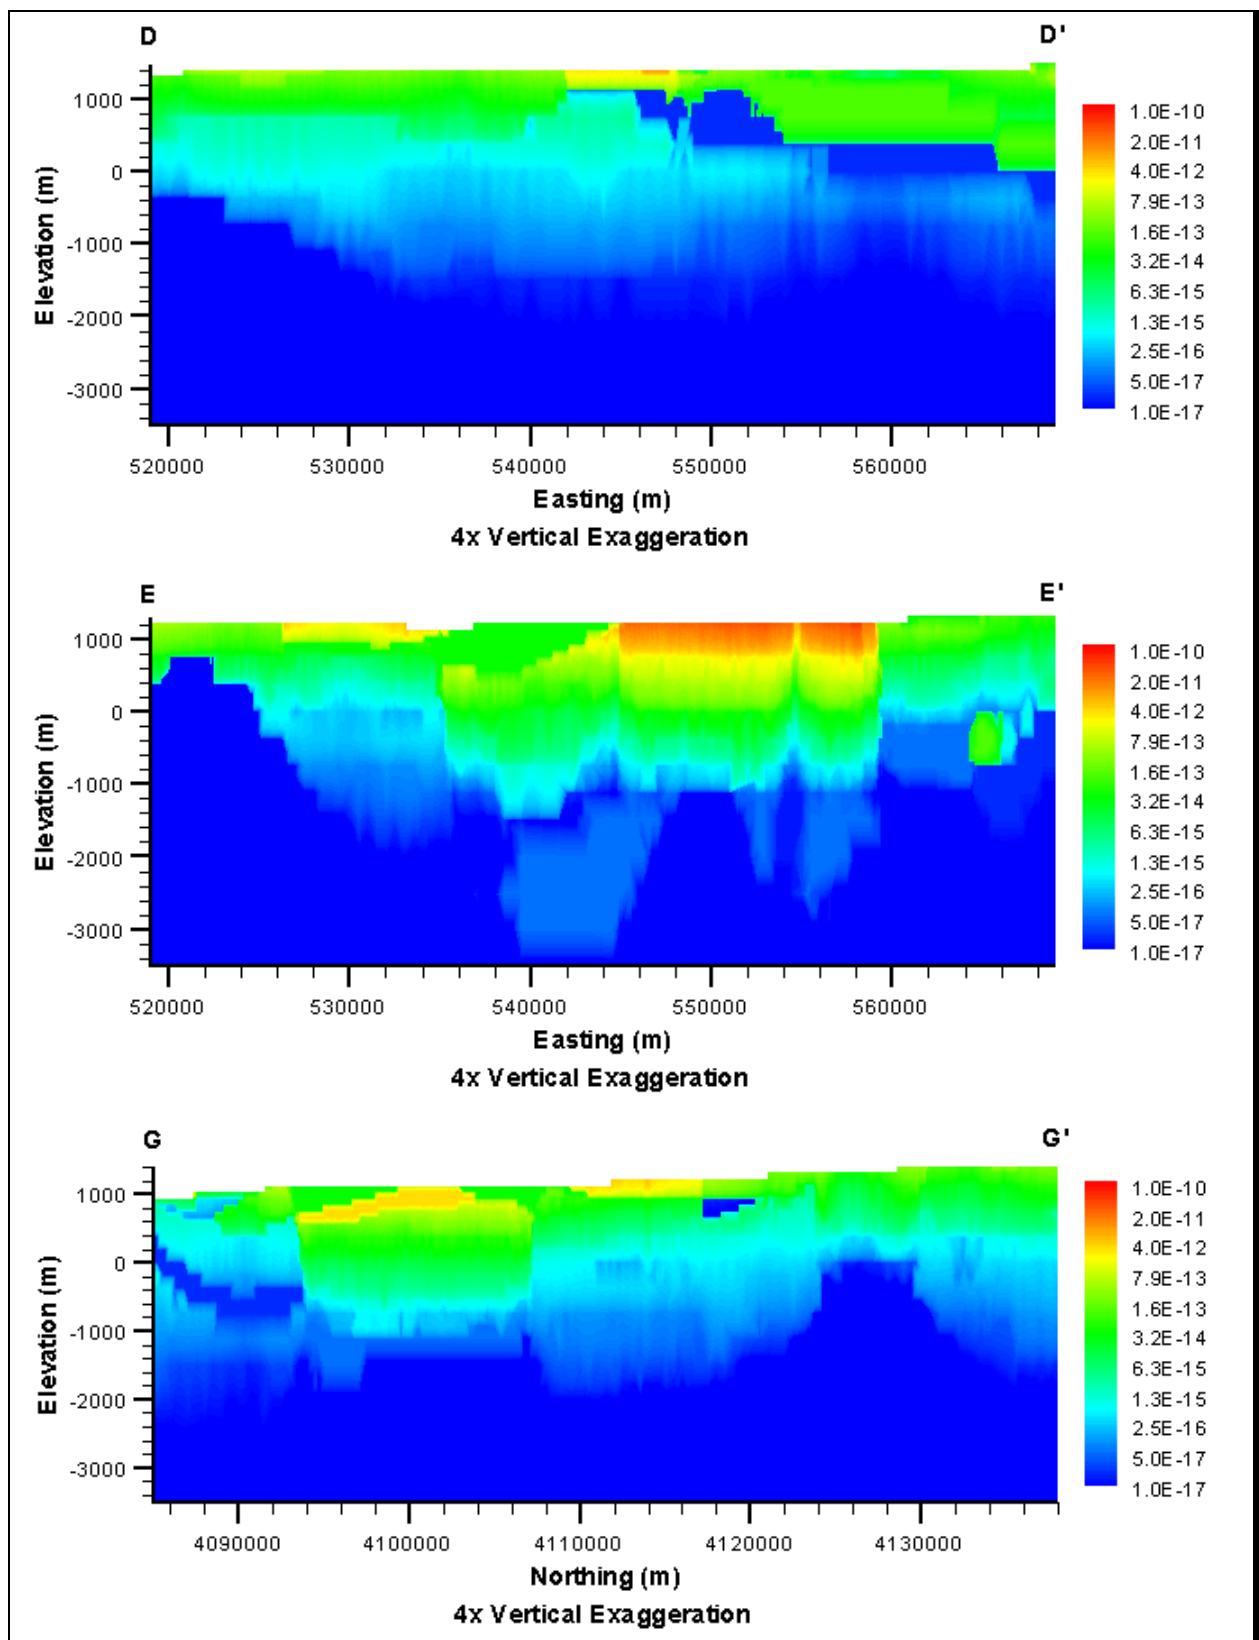 D D'
1000
0
-1000
-2000
-3000
Elevation (m)
520000 530000 540000 550000 560000
Easting (m)
4x Vertical Exaggeration
1.0E-10
2.0E-11
4.0E-12
7.9E-13
1.6E-13
3.2E-14
6.3E-15
1.3E-15
2.5E-16
5.0E-17
1.0E-17
E E'
1000
0
-1000
-2000
-3000
Elevation (m)
520000 530000 540000 550000 560000
Easting (m)
4x Vertical Exaggeration
1.0E-10
2.0E-11
4.0E-12
7.9E-13
1.6E-13
3.2E-14
6.3E-15
1.3E-15
2.5E-16
5.0E-17
1.0E-17
G G'
1000
0
-1000
-2000
-3000
Elevation (m)
4090000 4100000 4110000 4120000 4130000
Northing (m)
4x Vertical Exaggeration
1.0E-10
2.0E-11
4.0E-12
7.9E-13
1.6E-13
3.2E-14
6.3E-15
1.3E-15
2.5E-16
5.0E-17
1.0E-17